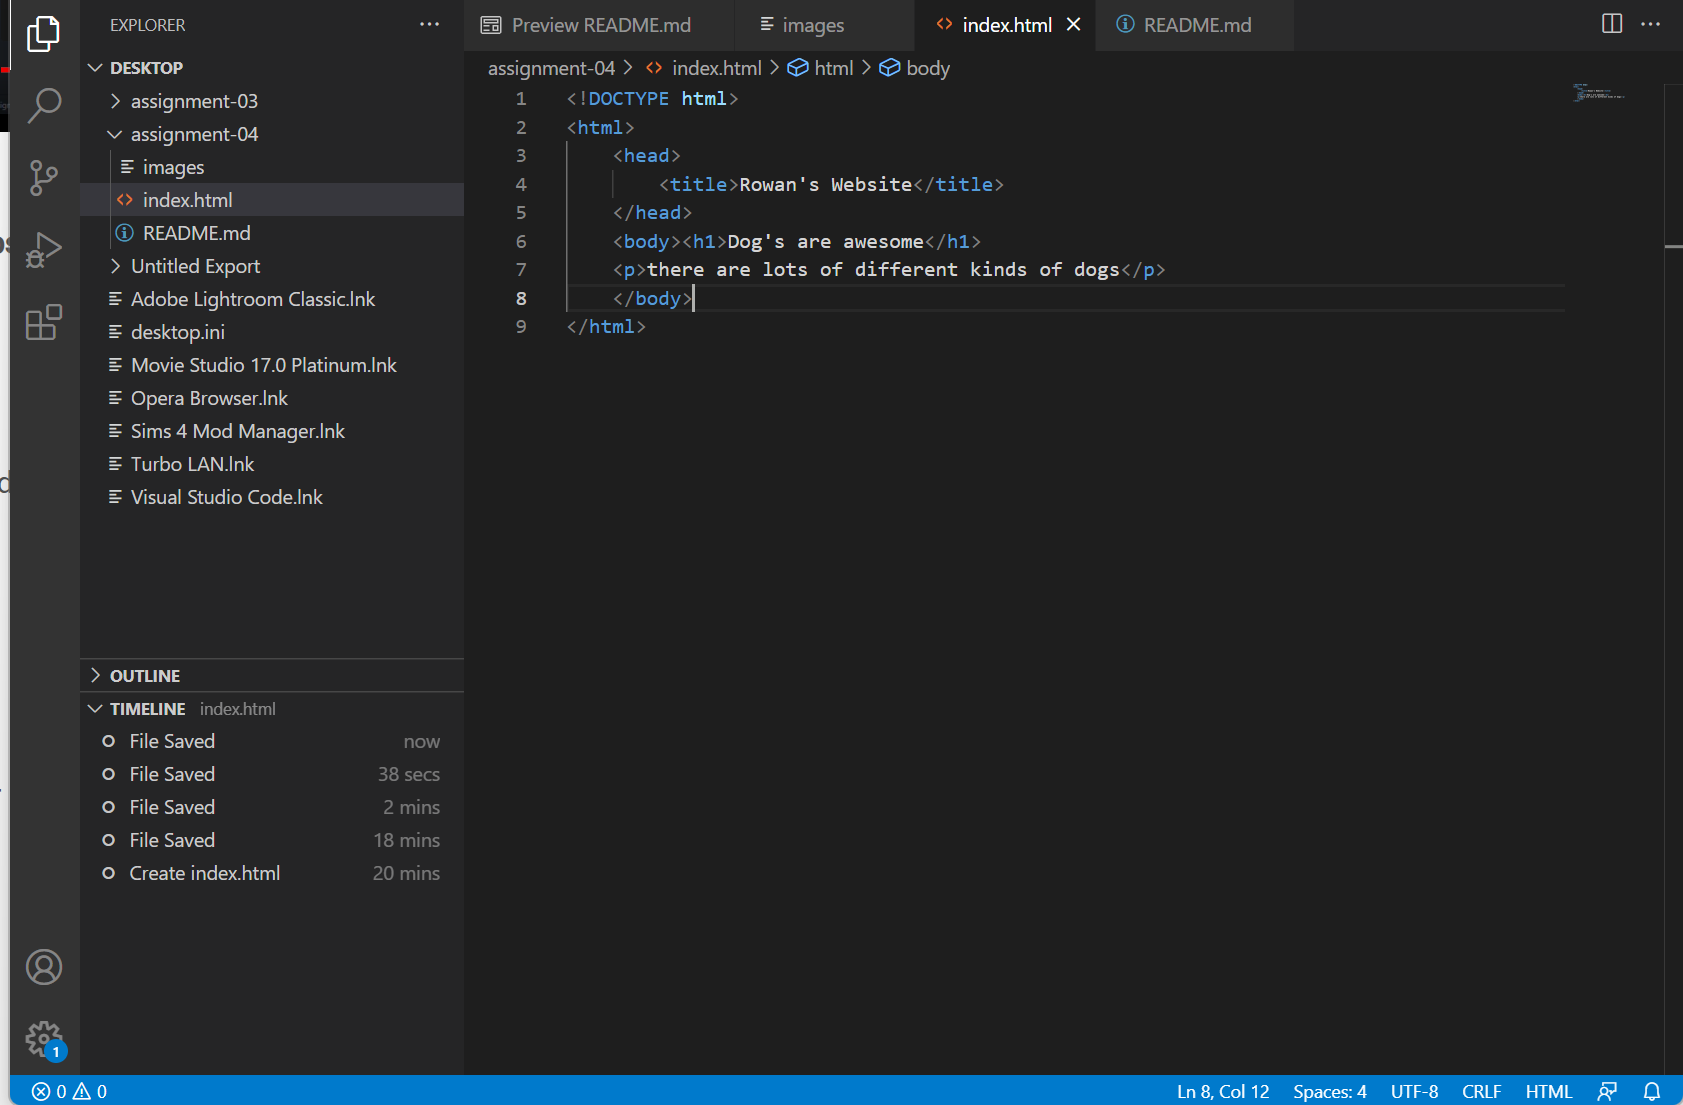 EXPLORER
DESKTOP
assignment-03
assignment-04
images
index.html
README.md
Untitled Export
Adobe Lightroom Classic.lnk
desktop.ini
Movie Studio 17.0 Platinum.lnk
Opera Browser.lnk
Sims 4 Mod Manager.lnk
Turbo LAN.lnk
Visual Studio Code.lnk
OUTLINE
TIMELINE index.html
File Saved now
File Saved 38 secs
File Saved 2 mins
File Saved 18 mins
Create index.html 20 mins
1
Preview README.md images index.html README.md
assignment-04 > index.html > html > body
1 <!DOCTYPE html>
2 <html>
3 <head>
4 <title>Rowan's Website</title>
5 </head>
6 <body><h1>Dog's are awesome</h1>
7 <p>there are lots of different kinds of dogs</p>
8 </body>
9 </html>
0 0 Ln 8, Col 12 Spaces: 4 UTF-8 CRLF HTML